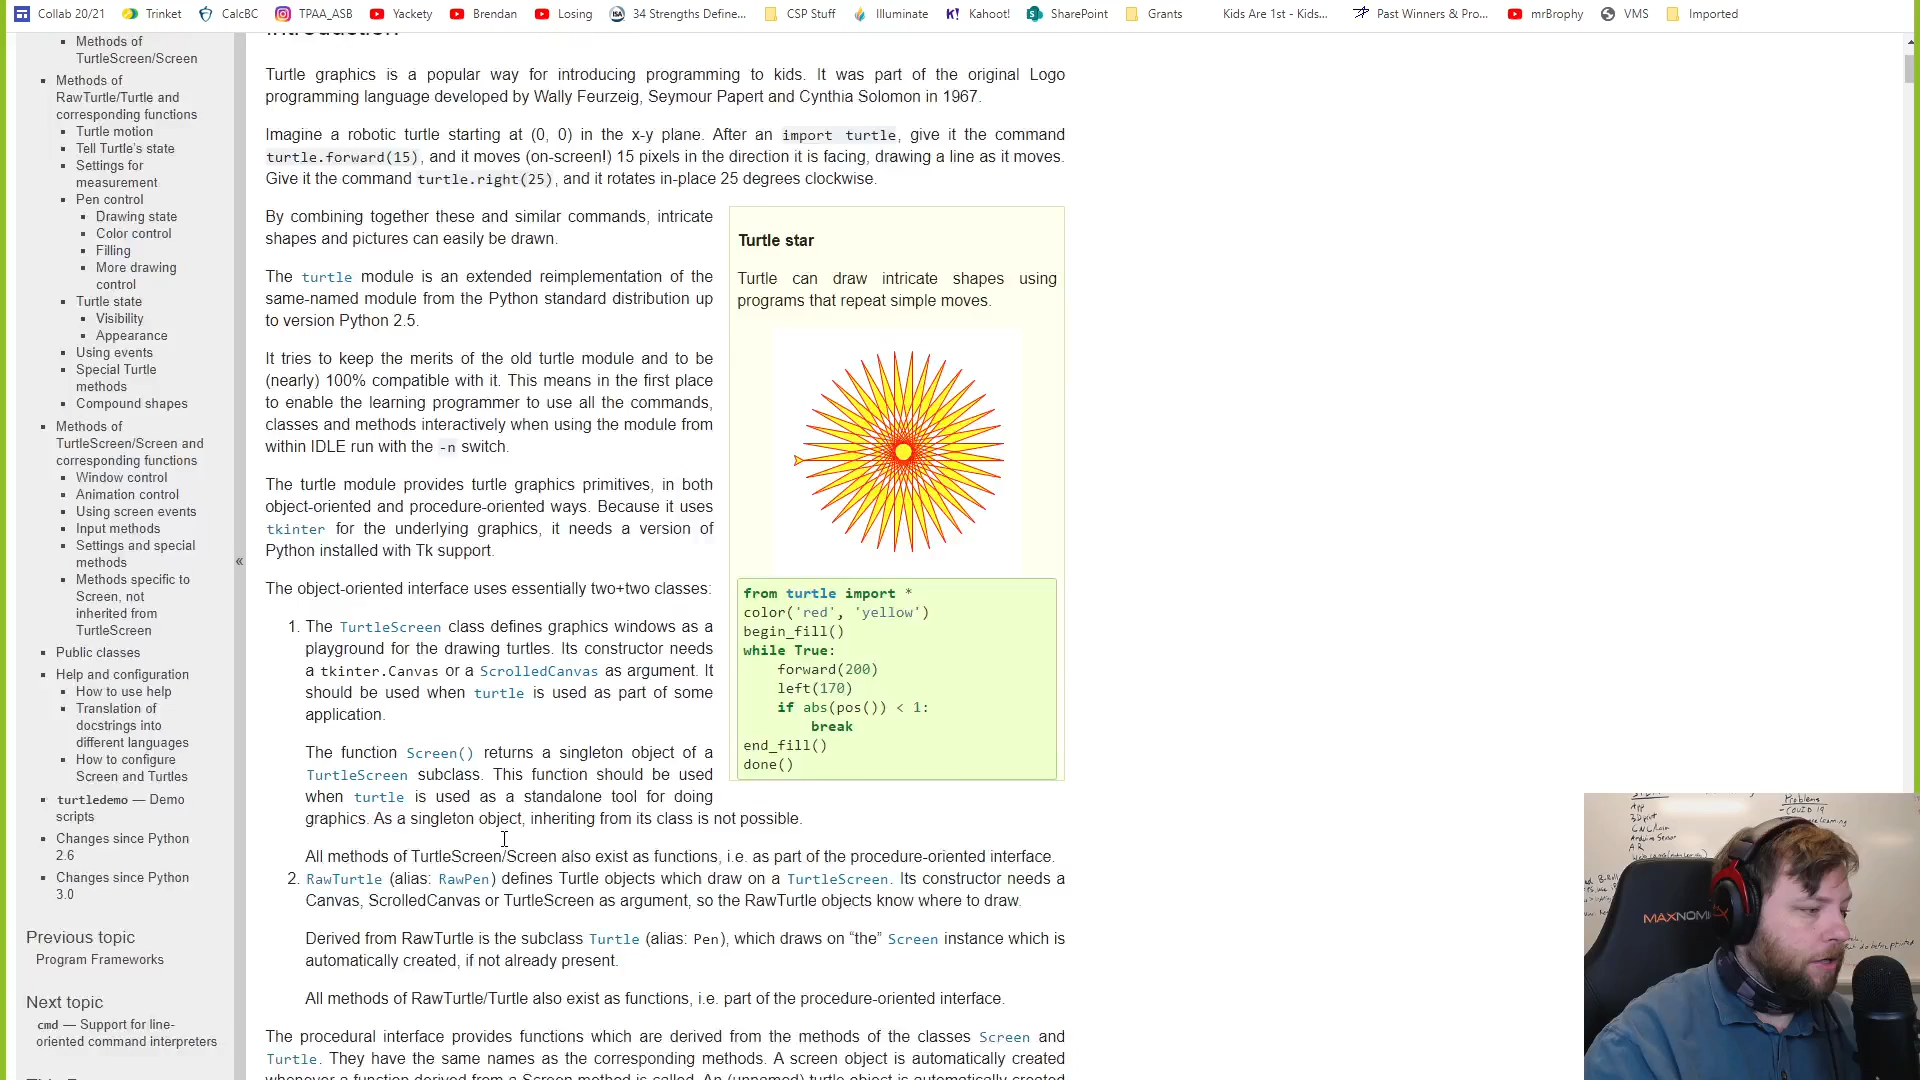 Collab 20/21
Trinket
CalcBC
TPAA_ASB
Yackety
Brendan
Losing
34 Strengths Define...
CSP Stuff
Illuminate
Kahoot!
SharePoint
Grants
Kids Are 1st - Kids...
Past Winners & Pro...
mrBrophy
VMS
Imported
Methods of
TurtleScreen/Screen
Methods of
RawTurtle/Turtle and
corresponding functions
Turtle motion
Tell Turtle's state
Settings for
measurement
Pen control
Drawing state
Color control
Filling
More drawing
control
Turtle state
Visibility
Appearance
Using events
Special Turtle
methods
Compound shapes
Methods of
TurtleScreen/Screen and
corresponding functions
Window control
Animation control
Using screen events
Input methods
Settings and special
methods
Methods specific to
Screen, not
inherited from
TurtleScreen
Public classes
Help and configuration
How to use help
Translation of
docstrings into
different languages
How to configure
Screen and Turtles
turtledemo — Demo
scripts
Changes since Python
2.6
Changes since Python
3.0
Previous topic
Program Frameworks
Next topic
cmd — Support for line-
oriented command interpreters
«
Introduction
Turtle graphics is a popular way for introducing programming to kids. It was part of the original Logo
programming language developed by Wally Feurzeig, Seymour Papert and Cynthia Solomon in 1967.
Imagine a robotic turtle starting at (0, 0) in the x-y plane. After an import turtle, give it the command
turtle.forward(15), and it moves (on-screen!) 15 pixels in the direction it is facing, drawing a line as it moves.
Give it the command turtle.right(25), and it rotates in-place 25 degrees clockwise.
By combining together these and similar commands, intricate
shapes and pictures can easily be drawn.
The turtle module is an extended reimplementation of the
same-named module from the Python standard distribution up
to version Python 2.5.
It tries to keep the merits of the old turtle module and to be
(nearly) 100% compatible with it. This means in the first place
to enable the learning programmer to use all the commands,
classes and methods interactively when using the module from
within IDLE run with the -n switch.
The turtle module provides turtle graphics primitives, in both
object-oriented and procedure-oriented ways. Because it uses
tkinter for the underlying graphics, it needs a version of
Python installed with Tk support.
The object-oriented interface uses essentially two+two classes:
1. The TurtleScreen class defines graphics windows as a
playground for the drawing turtles. Its constructor needs
a tkinter.Canvas or a ScrolledCanvas as argument. It
should be used when turtle is used as part of some
application.
The function Screen() returns a singleton object of a
TurtleScreen subclass. This function should be used
when turtle is used as a standalone tool for doing
graphics. As a singleton object, inheriting from its class is not possible.
All methods of TurtleScreen/Screen also exist as functions, i.e. as part of the procedure-oriented interface.
2. RawTurtle (alias: RawPen) defines Turtle objects which draw on a TurtleScreen. Its constructor needs a
Canvas, ScrolledCanvas or TurtleScreen as argument, so the RawTurtle objects know where to draw.
Derived from RawTurtle is the subclass Turtle (alias: Pen), which draws on “the” Screen instance which is
automatically created, if not already present.
All methods of RawTurtle/Turtle also exist as functions, i.e. part of the procedure-oriented interface.
The procedural interface provides functions which are derived from the methods of the classes Screen and
Turtle. They have the same names as the corresponding methods. A screen object is automatically created
whenever a function derived from a Screen method is called. An (unnamed) turtle object is automatically created
Turtle star
Turtle can draw intricate shapes using
programs that repeat simple moves.
from turtle import *
color('red', 'yellow')
begin_fill()
while True:
forward(200)
left(170)
if abs(pos()) < 1:
break
end_fill()
done()
Problems
App
3D print
MAXNOMI